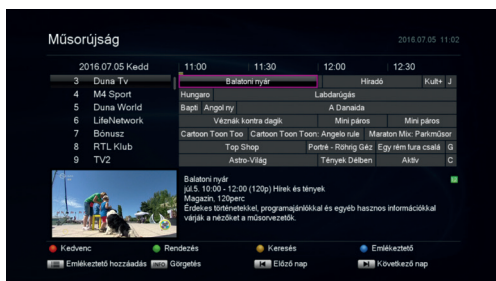 Műsorújság 2016.07.05 11:02
2016.07.05 Kedd 11:00 11:30 12:00 12:30
3 Duna Tv Balatoni nyár Híradó Kult+ J
4 M4 Sport Hungaro Labdarúgás
5 Duna World Bapti Angol ny A Danaida
6 LifeNetwork Véznák kontra dagik Mini páros Mini páros
7 Bónusz Cartoon Toon Too Cartoon Toon Toon: Angelo rule Maraton Mix: Parkműsor
8 RTL Klub Top Shop Portré - Röhrig Géz Egy rém fura csalá G
9 TV2 Astro-Világ Tények Délben Aktív C
Balatoni nyár
júl.5. 10:00 - 12:00 (120p) Hírek és tények
Magazin, 120perc
Érdekes történetekkel, programajánlókkal és egyéb hasznos információkkal
várják a nézőket a műsorvezetők.
Kedvenc Rendezés Keresés Emlékeztető
Emlékeztető hozzáadás INFO Görgetés Előző nap Következő nap